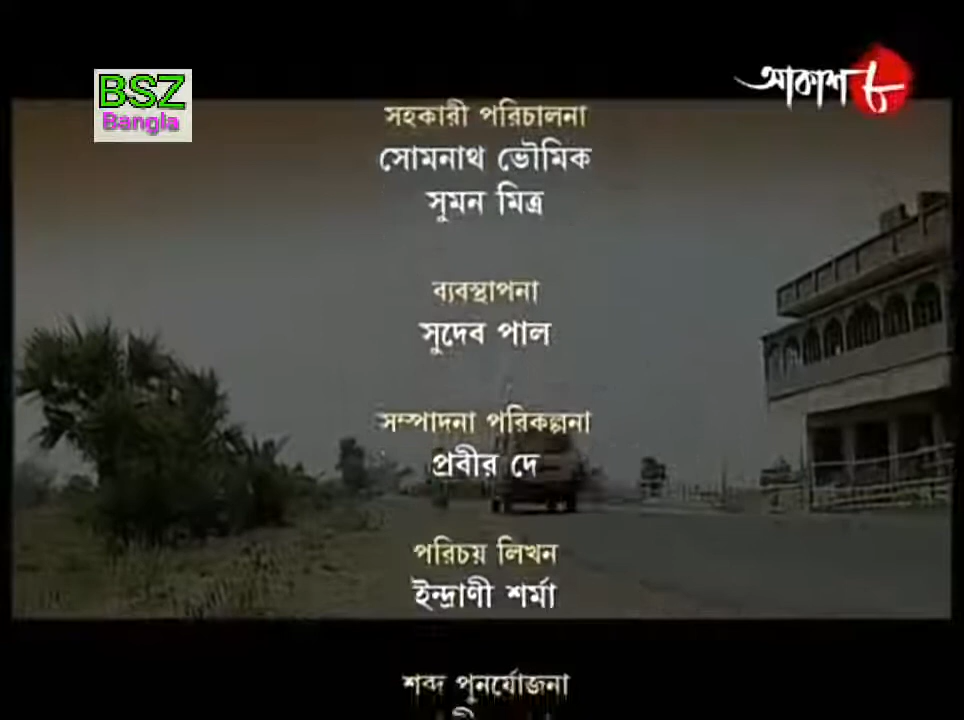 BSZ
Bangla
আকাশ ৮
সহকারী পরিচালনা
সোমনাথ ভৌমিক
সুমন মিত্র
ব্যবস্থাপনা
সুদেব পাল
সম্পাদনা পরিকল্পনা
প্রবীর দে
পরিচয় লিখন
ইন্দ্রাণী শর্মা
শব্দ পুনর্যোজনা